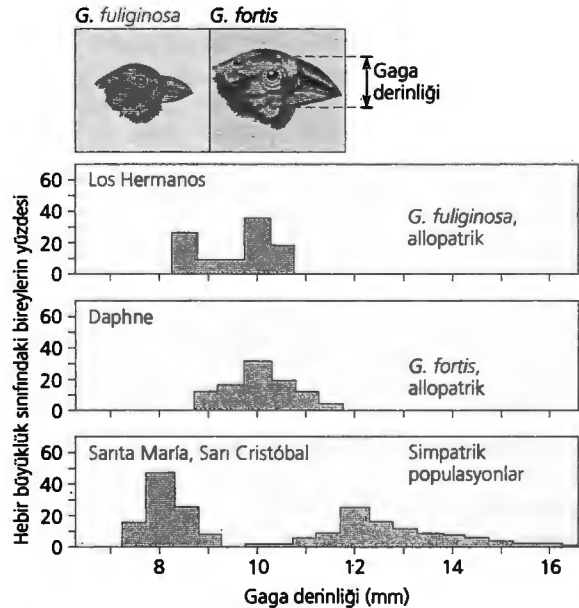 G. fuliginosa G. fortis
Gaga
derinliği
Hebir büyüklük sınıfındaki bireylerin yüzdesi
60
40
20
0
Los Hermanos
G. fuliginosa,
allopatrik
60
40
20
0
Daphne
G. fortis,
allopatrik
60
40
20
0
Santa María, San Cristóbal
Simpatrik
populasyonlar
8 10 12 14 16
Gaga derinliği (mm)